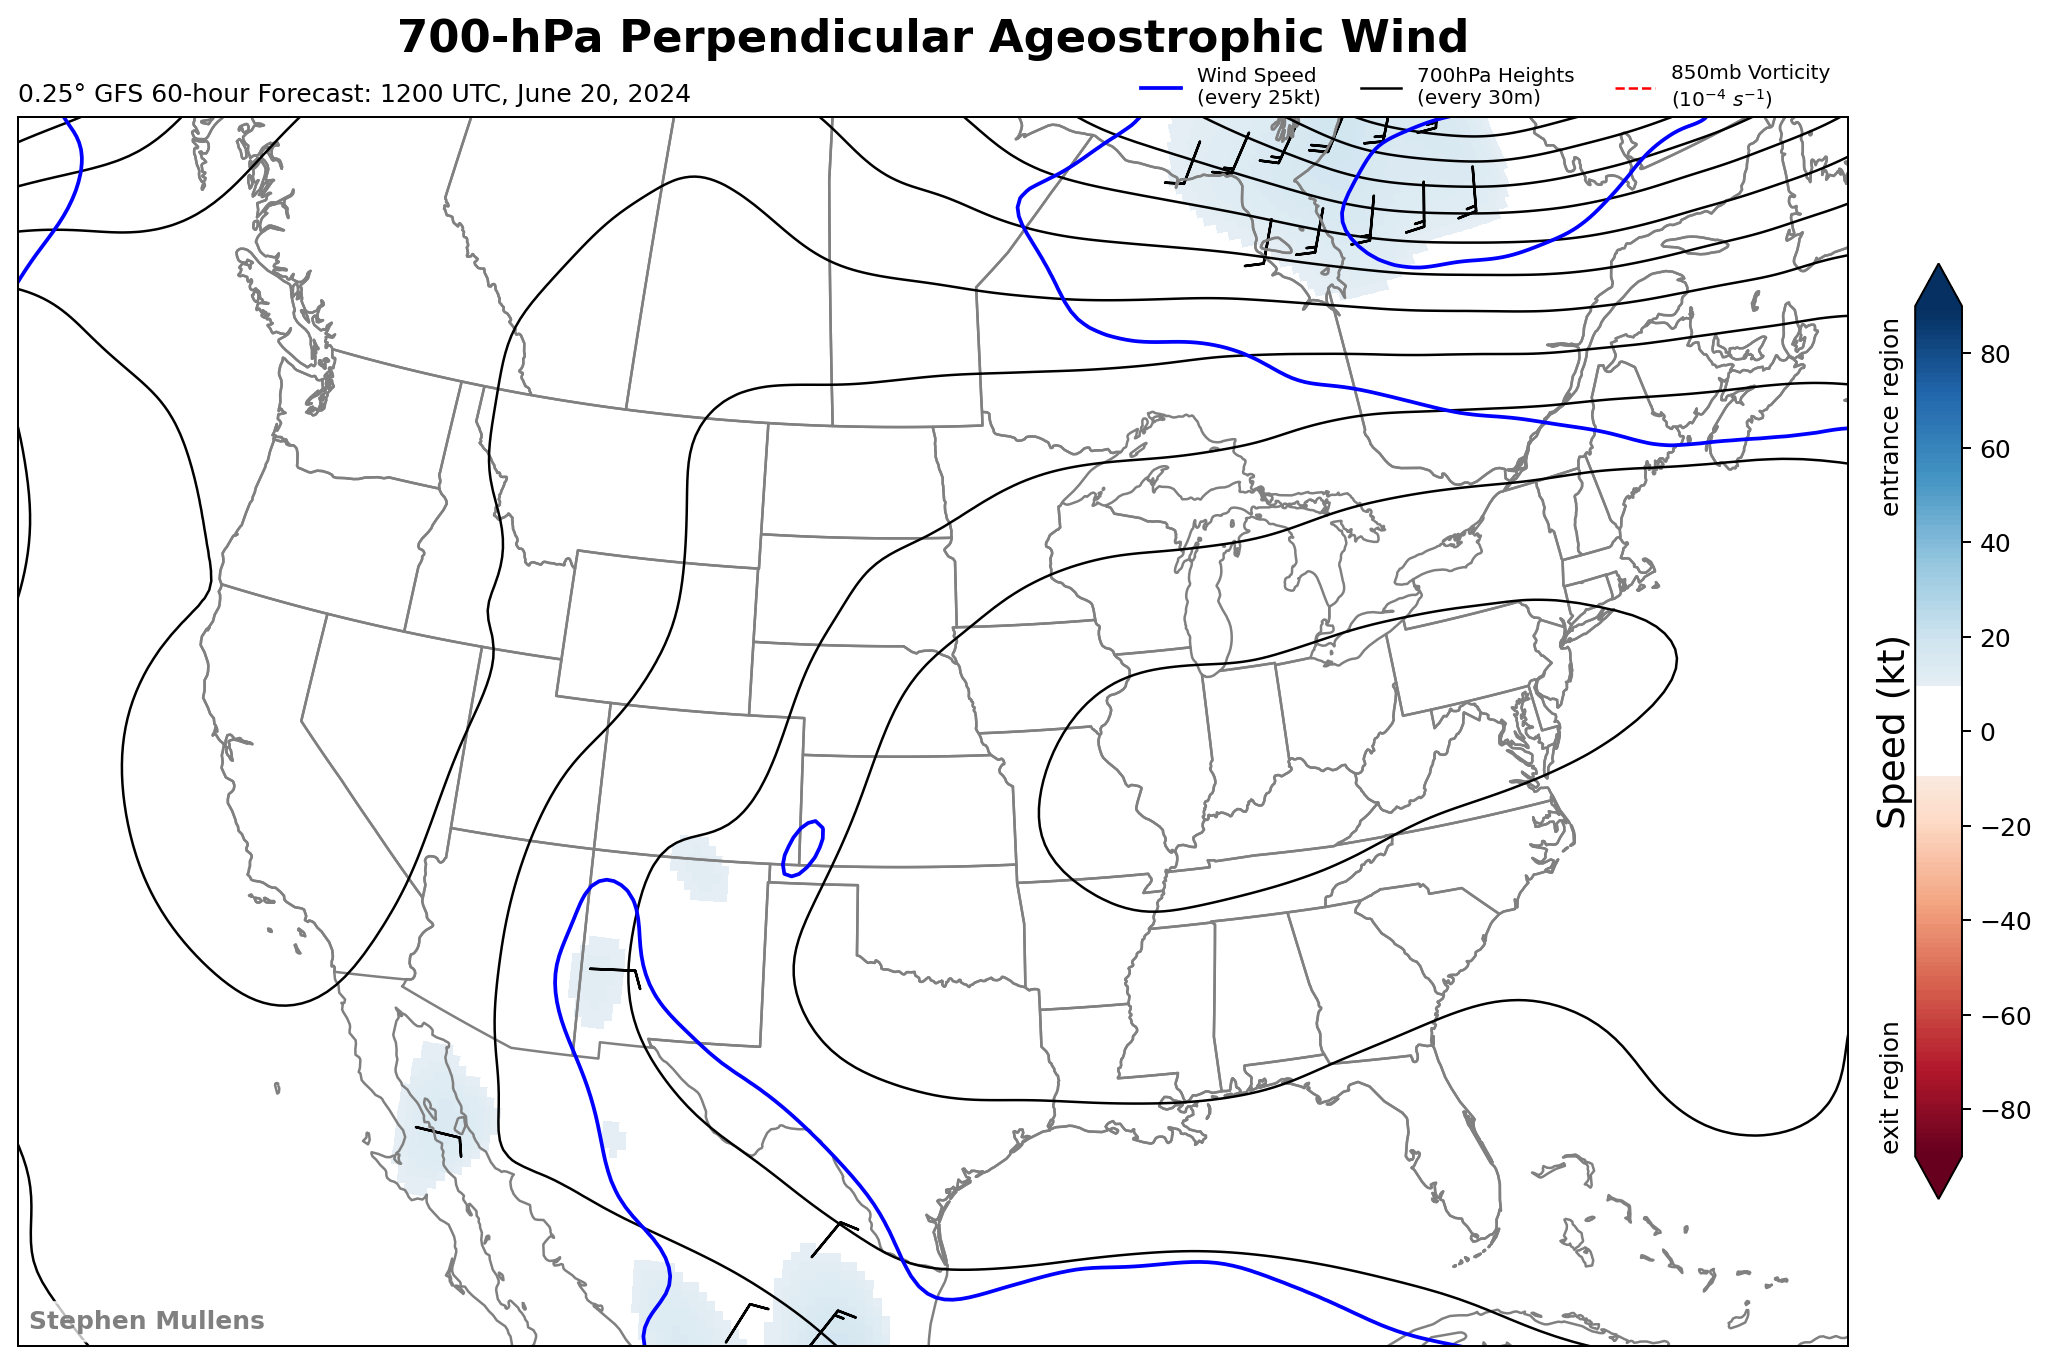 700-hPa Perpendicular Ageostrophic Wind
0.25° GFS 60-hour Forecast: 1200 UTC, June 20, 2024
Wind Speed
(every 25kt)
700hPa Heights
(every 30m)
850mb Vorticity
(10⁻⁴ s⁻¹)
entrance region
Speed (kt)
exit region
80
60
40
20
0
−20
−40
−60
−80
Stephen Mullens